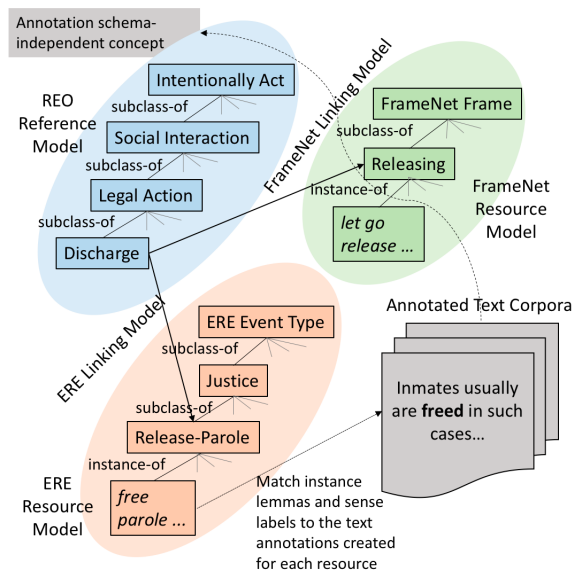 Annotation schema-
independent concept
REO
Reference
Model
Intentionally Act
subclass-of
Social Interaction
subclass-of
Legal Action
subclass-of
Discharge
FrameNet Linking Model
FrameNet Frame
subclass-of
Releasing
instance-of
let go
release ...
FrameNet
Resource
Model
ERE Linking Model
ERE Event Type
subclass-of
Justice
subclass-of
Release-Parole
instance-of
free
parole ...
ERE
Resource
Model
Annotated Text Corpora
Inmates usually
are freed in such
cases...
Match instance
lemmas and sense
labels to the text
annotations created
for each resource